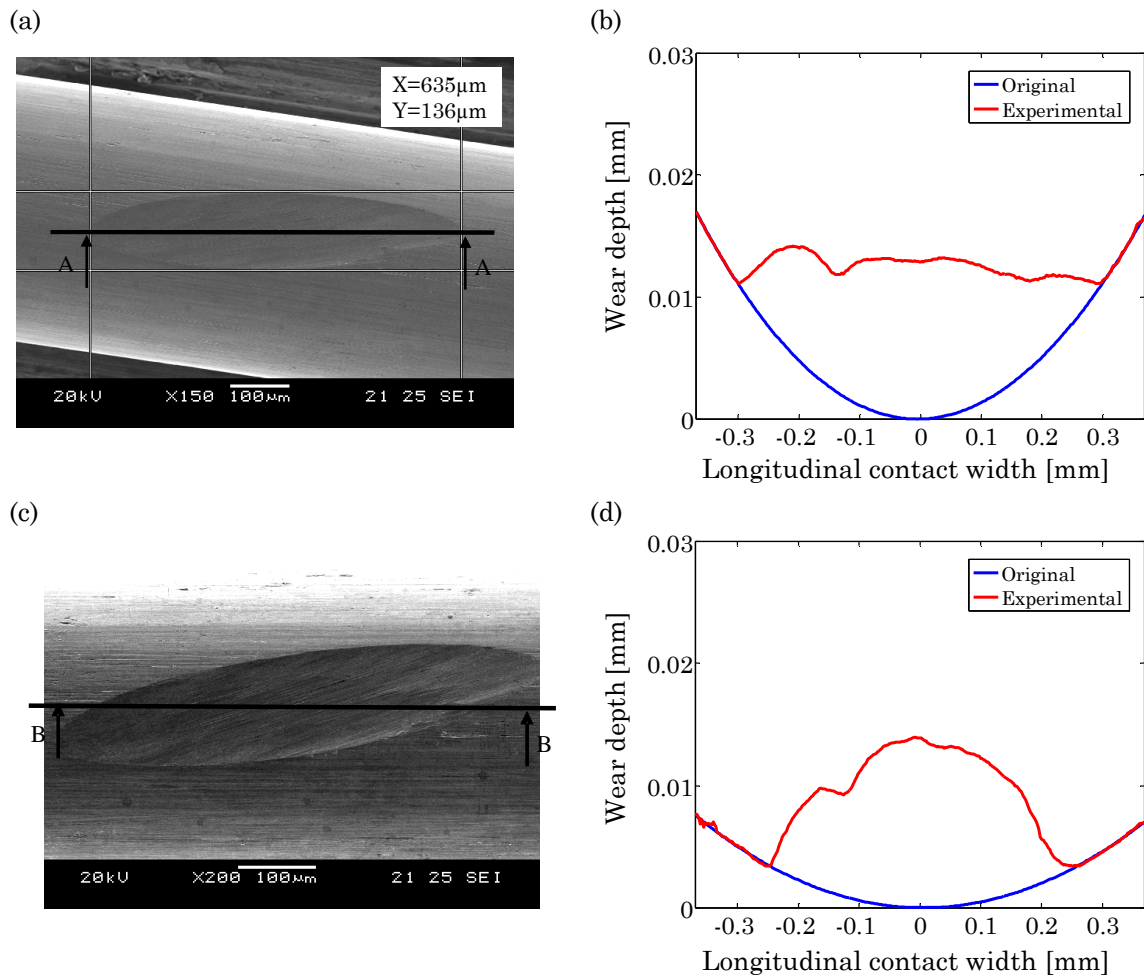 (a)
X=635µm
Y=136µm
A
A
20kV X150 100µm 21 25 SEI
(b)
0.03
0.02
0.01
0
Wear depth [mm]
Original
Experimental
-0.3 -0.2 -0.1 0 0.1 0.2 0.3
Longitudinal contact width [mm]
(c)
B
B
20kV X200 100µm 21 25 SEI
(d)
0.03
0.02
0.01
0
Wear depth [mm]
Original
Experimental
-0.3 -0.2 -0.1 0 0.1 0.2 0.3
Longitudinal contact width [mm]